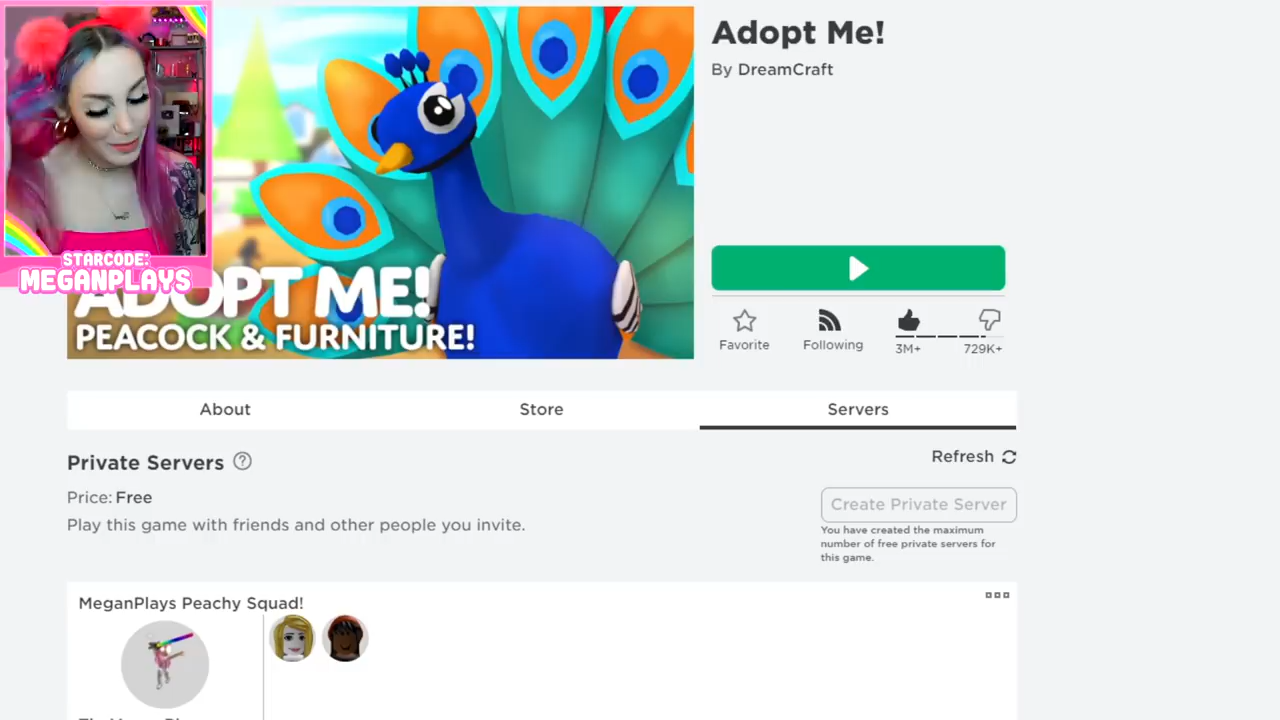 Adopt Me!
By DreamCraft
STARCODE:
MEGANPLAYS
ADOPT ME!
PEACOCK & FURNITURE!
Favorite
Following
3M+
729K+
About
Store
Servers
Private Servers
Refresh
Price: Free
Play this game with friends and other people you invite.
Create Private Server
You have created the maximum
number of free private servers for
this game.
MeganPlays Peachy Squad!